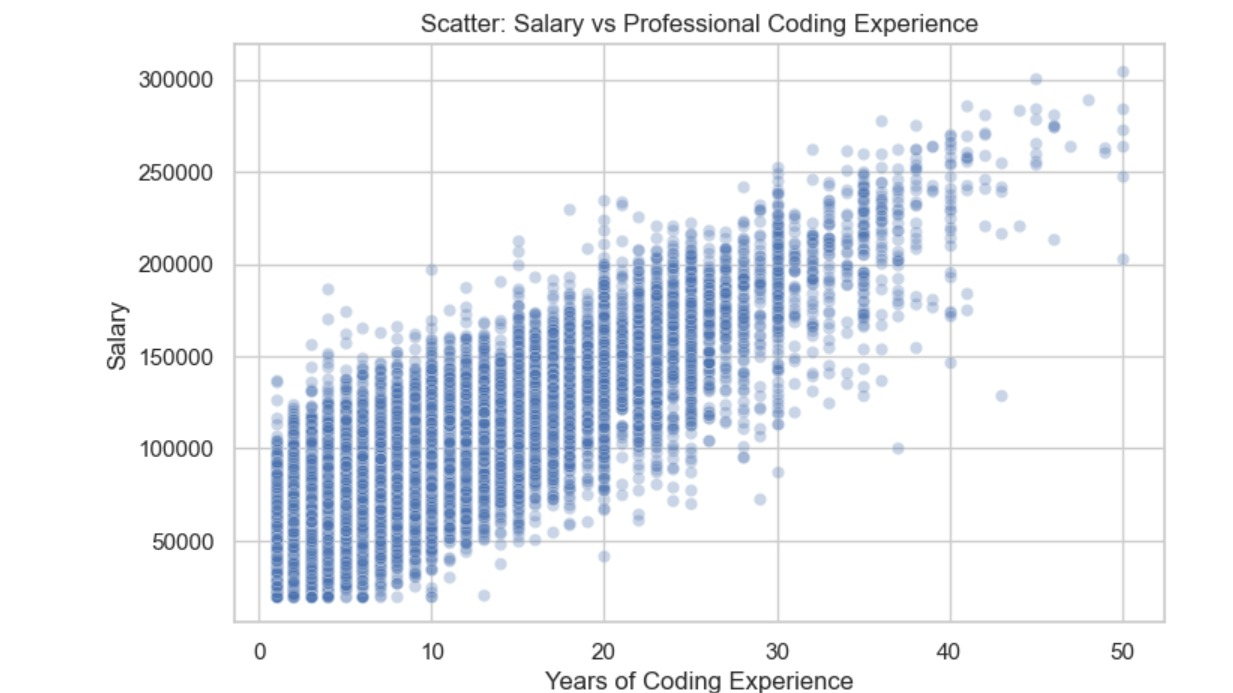 Scatter: Salary vs Professional Coding Experience
300000
250000
200000
150000
100000
50000
Salary
0 10 20 30 40 50
Years of Coding Experience